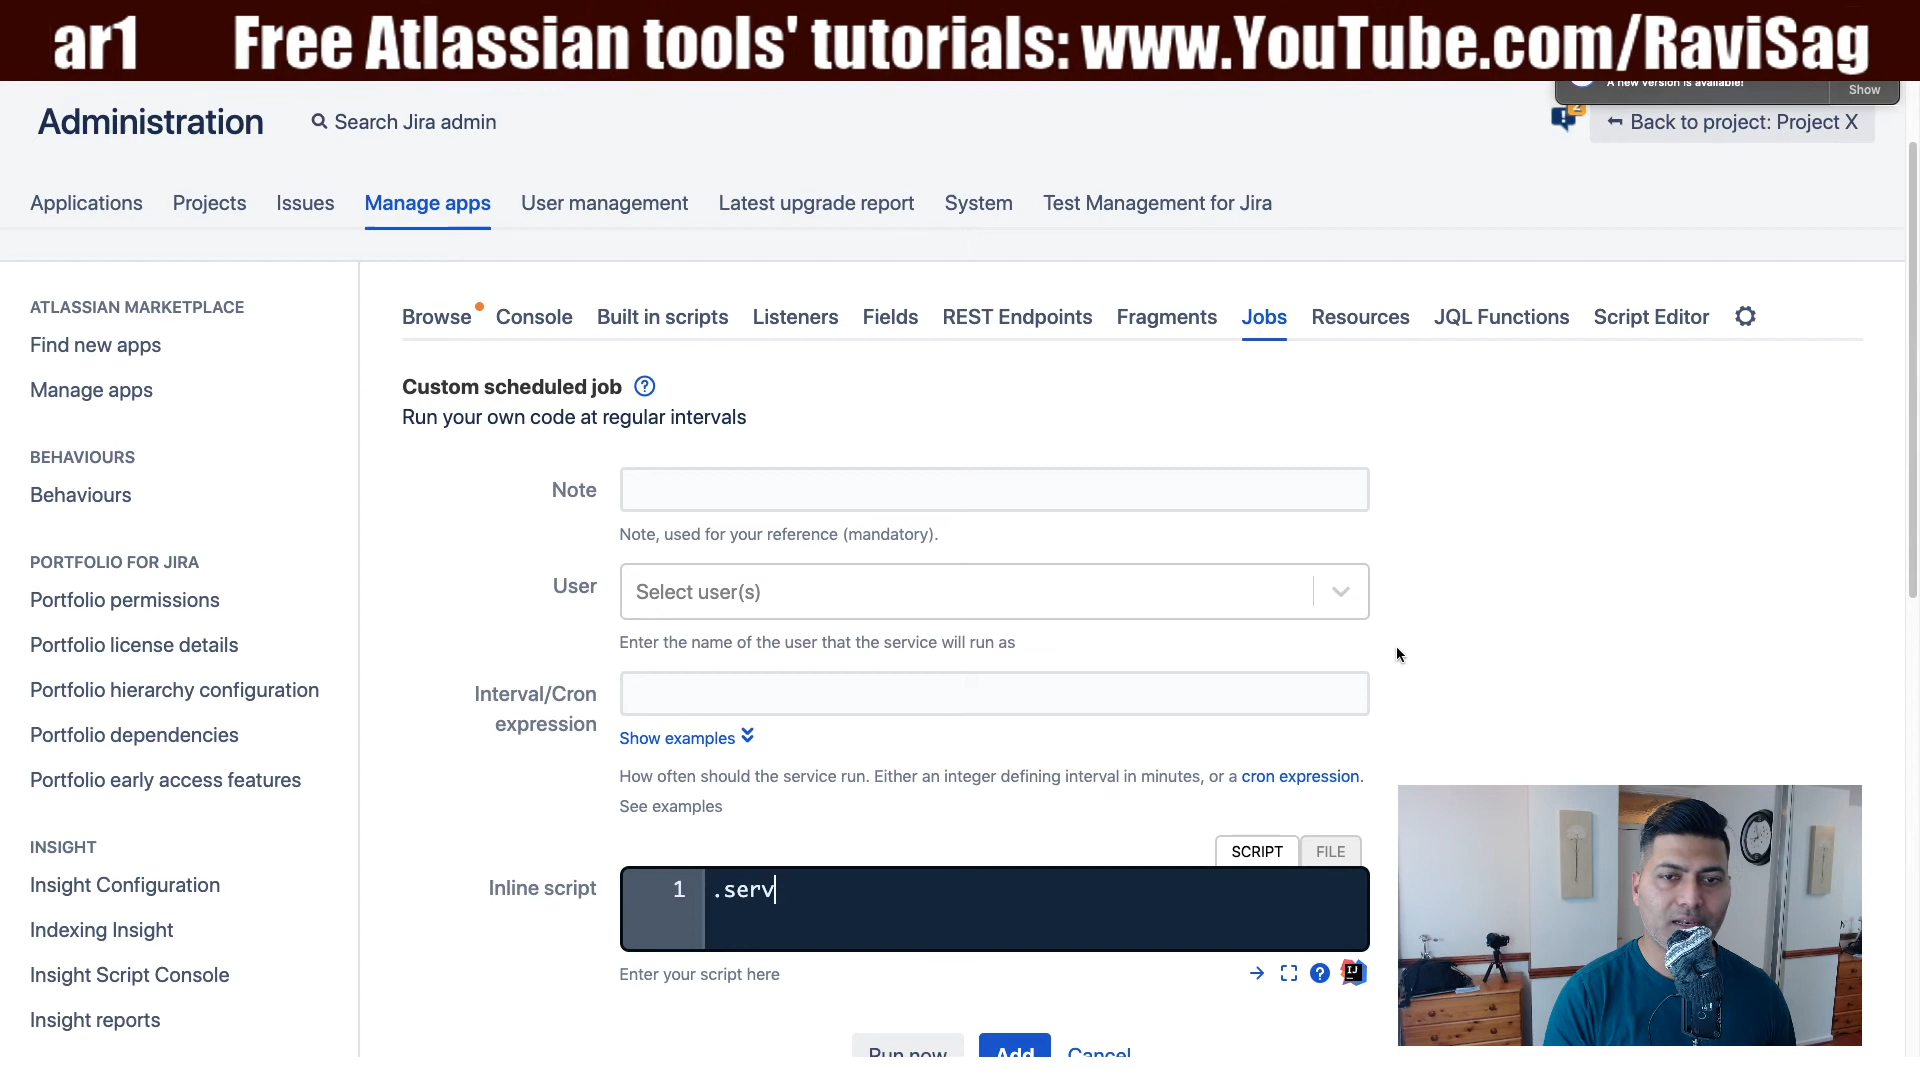 ar1 Free Atlassian tools' tutorials: www.YouTube.com/RaviSag
A new version is available!
Show
Administration
Search Jira admin
2
Back to project: Project X
Applications Projects Issues Manage apps User management Latest upgrade report System Test Management for Jira
ATLASSIAN MARKETPLACE
Find new apps
Manage apps
BEHAVIOURS
Behaviours
PORTFOLIO FOR JIRA
Portfolio permissions
Portfolio license details
Portfolio hierarchy configuration
Portfolio dependencies
Portfolio early access features
INSIGHT
Insight Configuration
Indexing Insight
Insight Script Console
Insight reports
Browse Console Built in scripts Listeners Fields REST Endpoints Fragments Jobs Resources JQL Functions Script Editor
Custom scheduled job ?
Run your own code at regular intervals
Note
Note, used for your reference (mandatory).
User
Select user(s)
Enter the name of the user that the service will run as
Interval/Cron
expression
Show examples
How often should the service run. Either an integer defining interval in minutes, or a cron expression.
See examples
SCRIPT FILE
Inline script
1 .serv
Enter your script here
? IJ
Run now Add Cancel